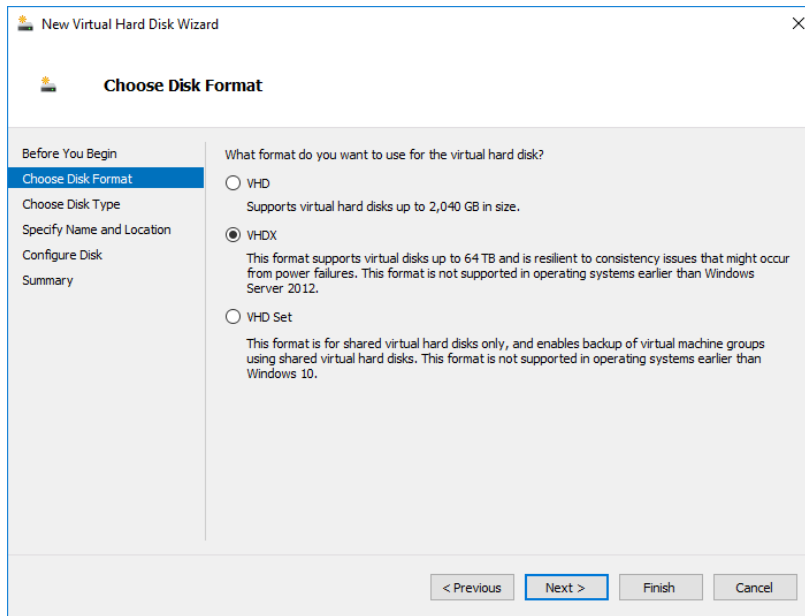 New Virtual Hard Disk Wizard
Choose Disk Format
Before You Begin
Choose Disk Format
Choose Disk Type
Specify Name and Location
Configure Disk
Summary
What format do you want to use for the virtual hard disk?
VHD
Supports virtual hard disks up to 2,040 GB in size.
VHDX
This format supports virtual disks up to 64 TB and is resilient to consistency issues that might occur
from power failures. This format is not supported in operating systems earlier than Windows
Server 2012.
VHD Set
This format is for shared virtual hard disks only, and enables backup of virtual machine groups
using shared virtual hard disks. This format is not supported in operating systems earlier than
Windows 10.
< Previous
Next >
Finish
Cancel